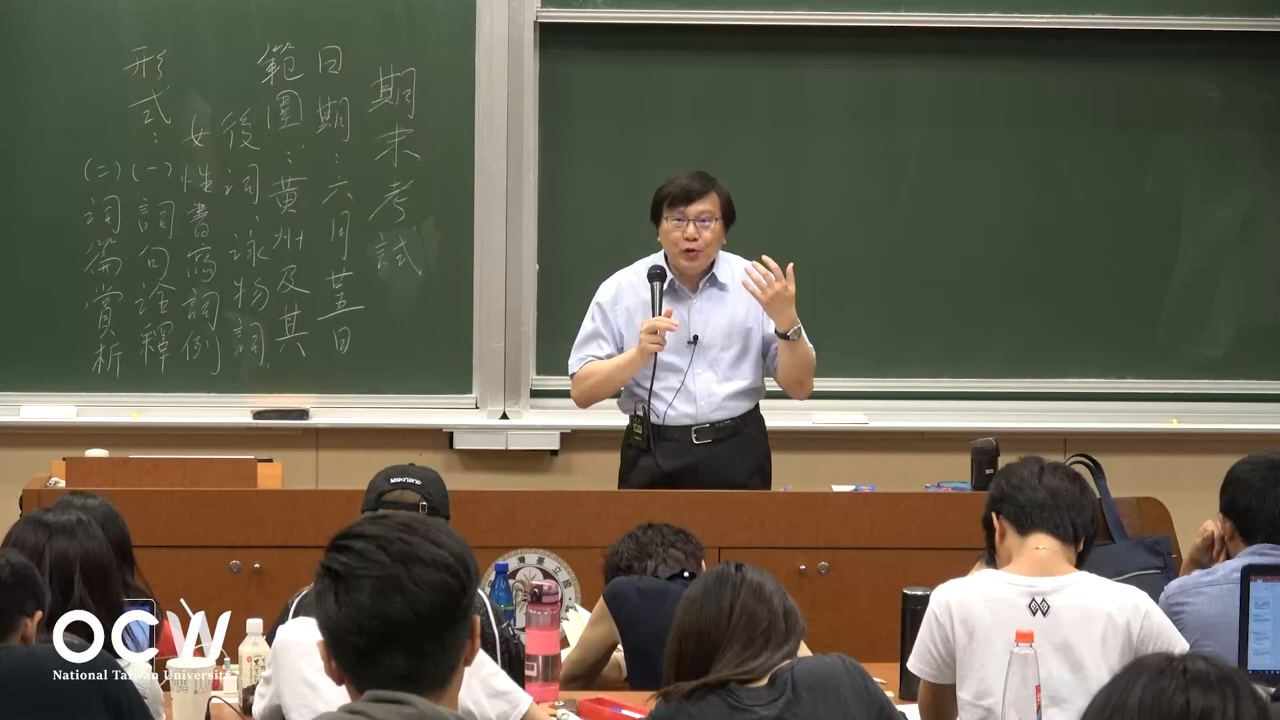 期末考試
日期：六月廿五日
範圍：黃州及其
後詞、詠物詞、
女性書寫詞例
形式：(一)詞句詮釋
(二)詞篇賞析
OCW
National Taiwan University